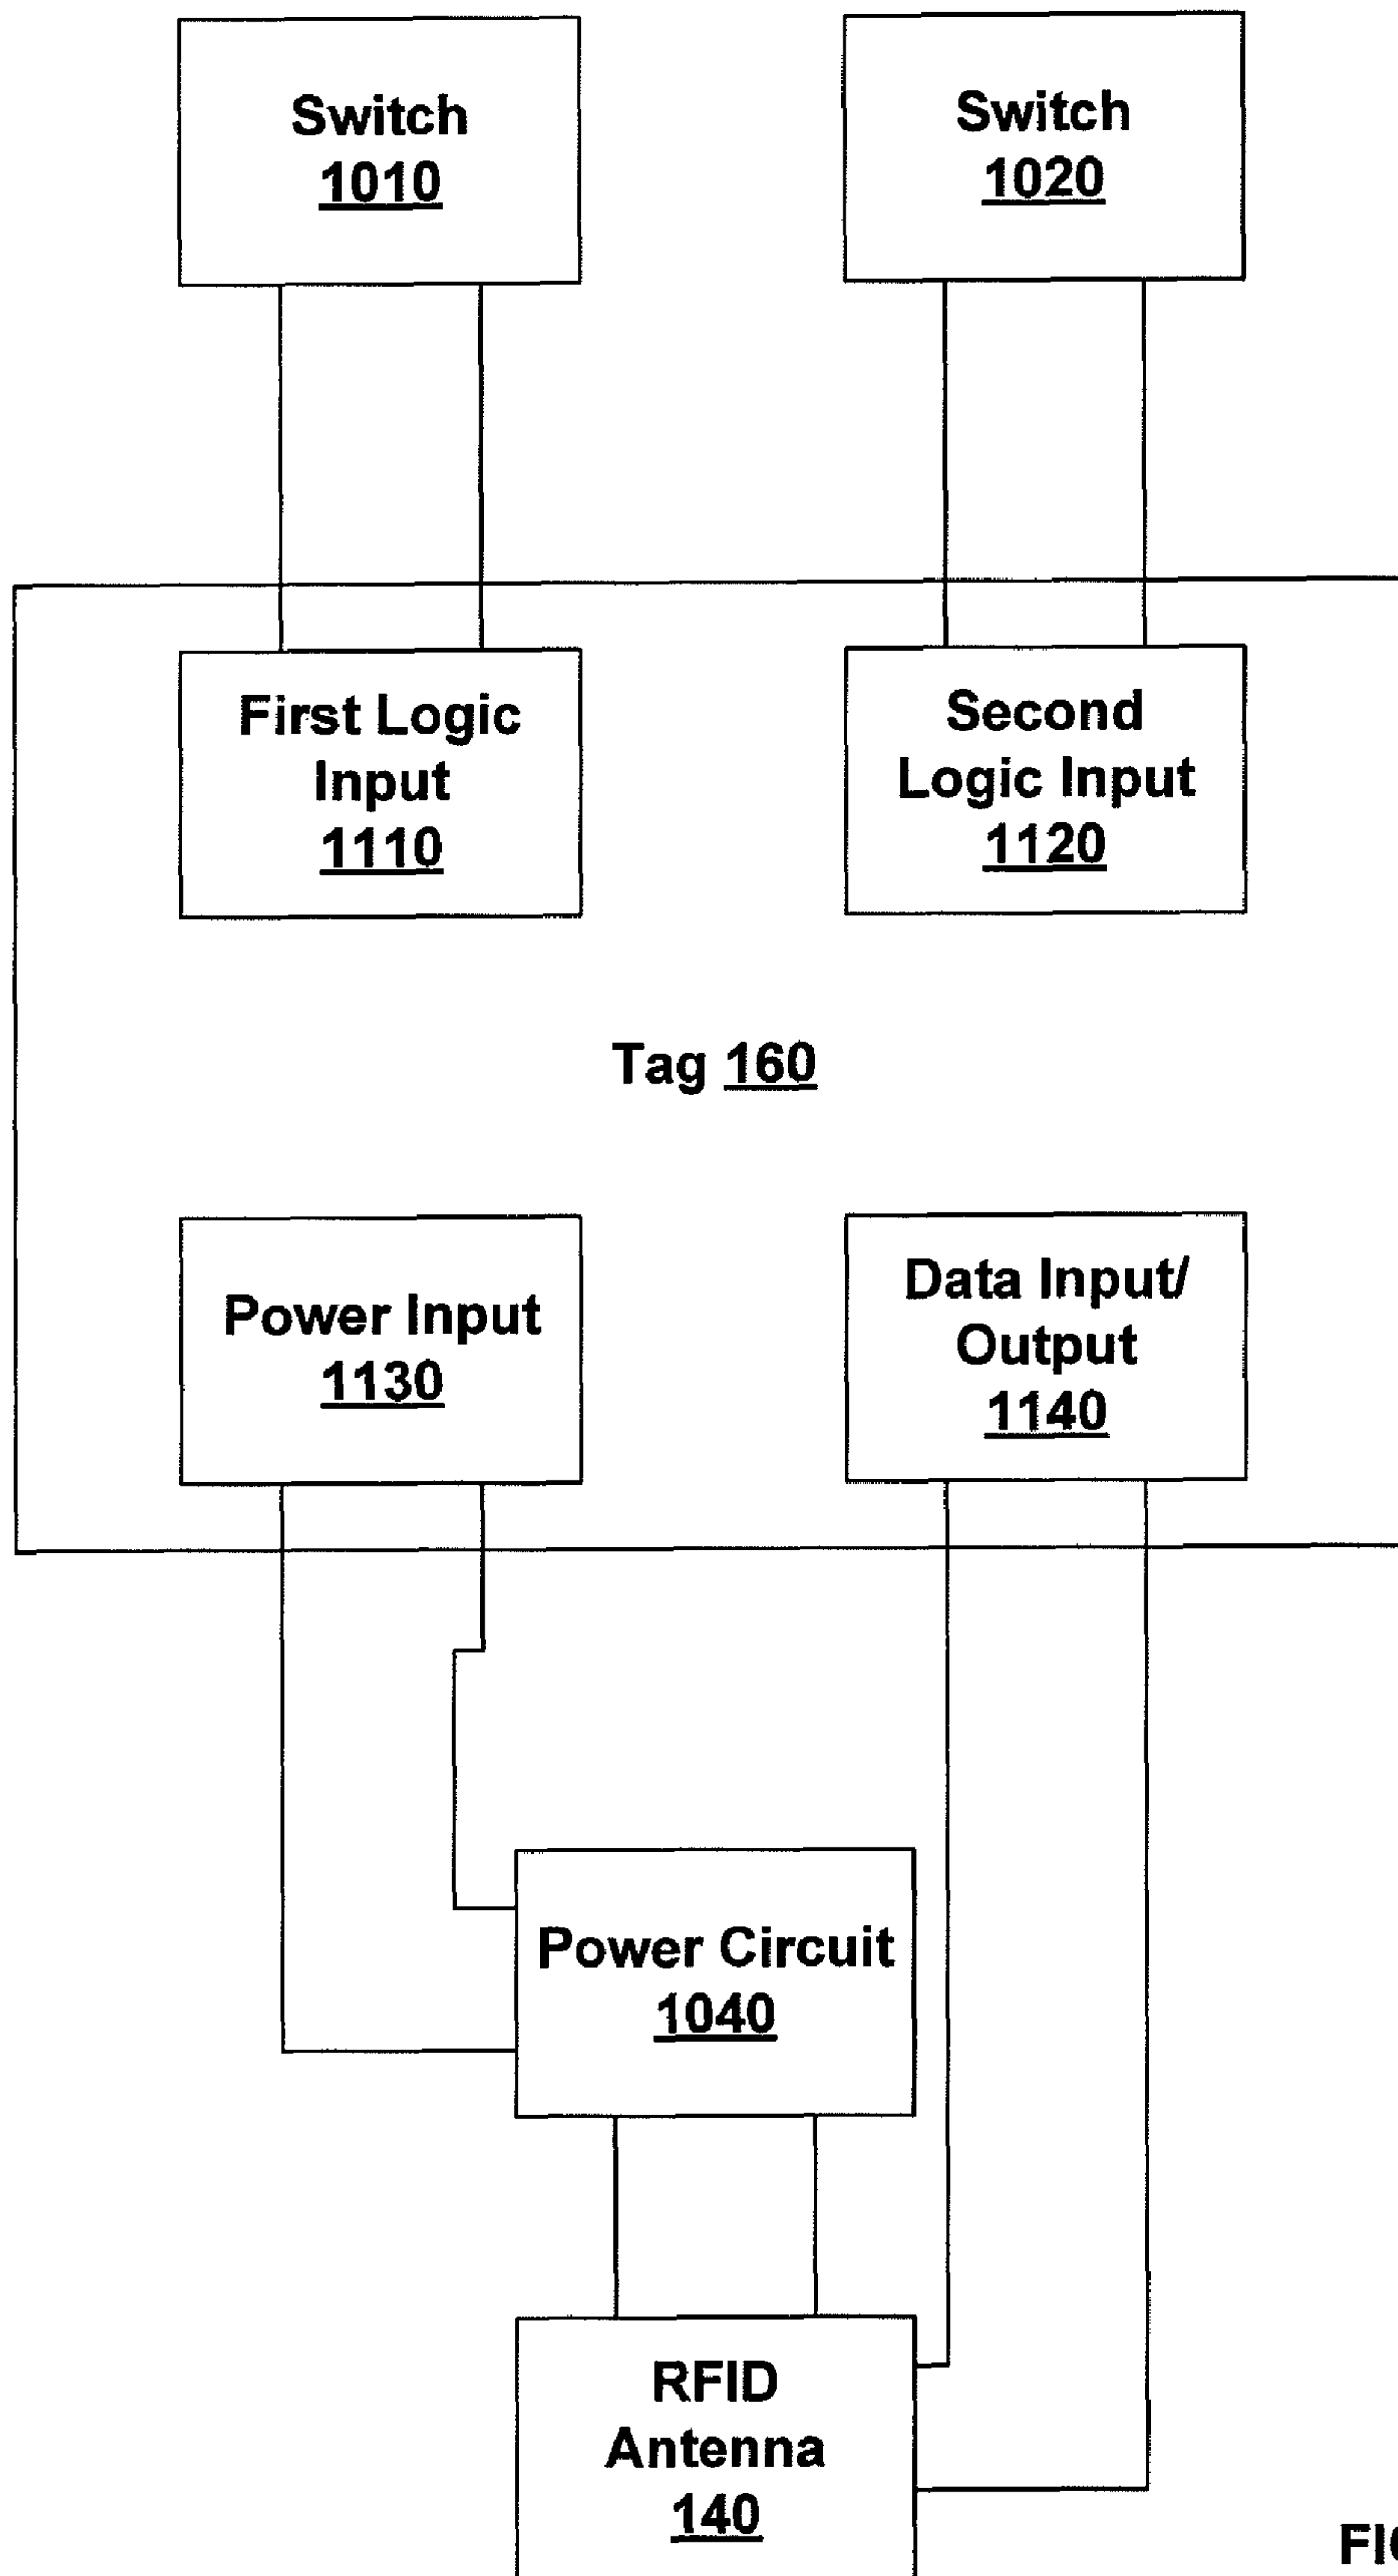 Switch
1010
Switch
1020
First Logic
Input
1110
Second
Logic Input
1120
Tag 160
Power Input
1130
Data Input/
Output
1140
Power Circuit
1040
RFID
Antenna
140